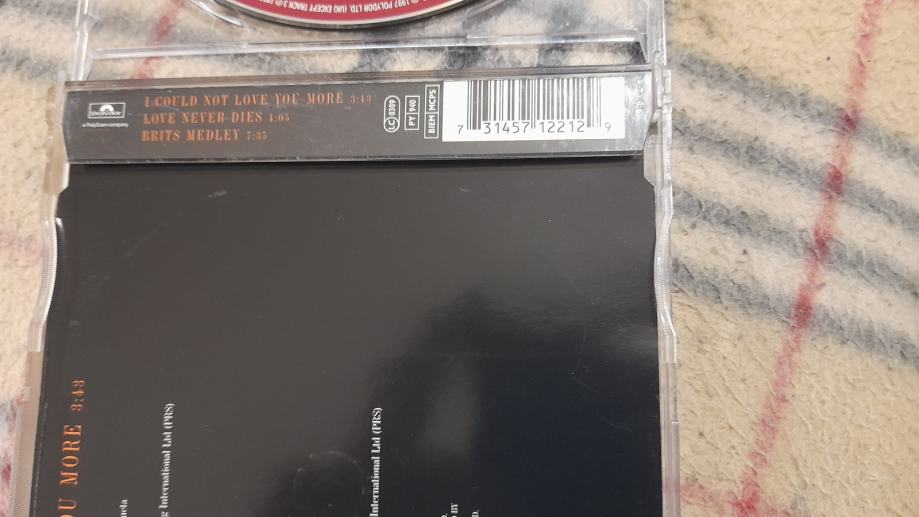 ℗ 1997 POLYDOR LTD. (UK) EXCEPT TRACK 3 ℗
Polydor
a PolyGram company
I COULD NOT LOVE YOU MORE 3:43
LOVE NEVER DIES 4:05
BRITS MEDLEY 7:35
LC 0309
PY 940
BIEM MCPS
7 31457 12212 9
OU MORE 3:43
g International Ltd (PRS)
International Ltd (PRS)
BY
D.